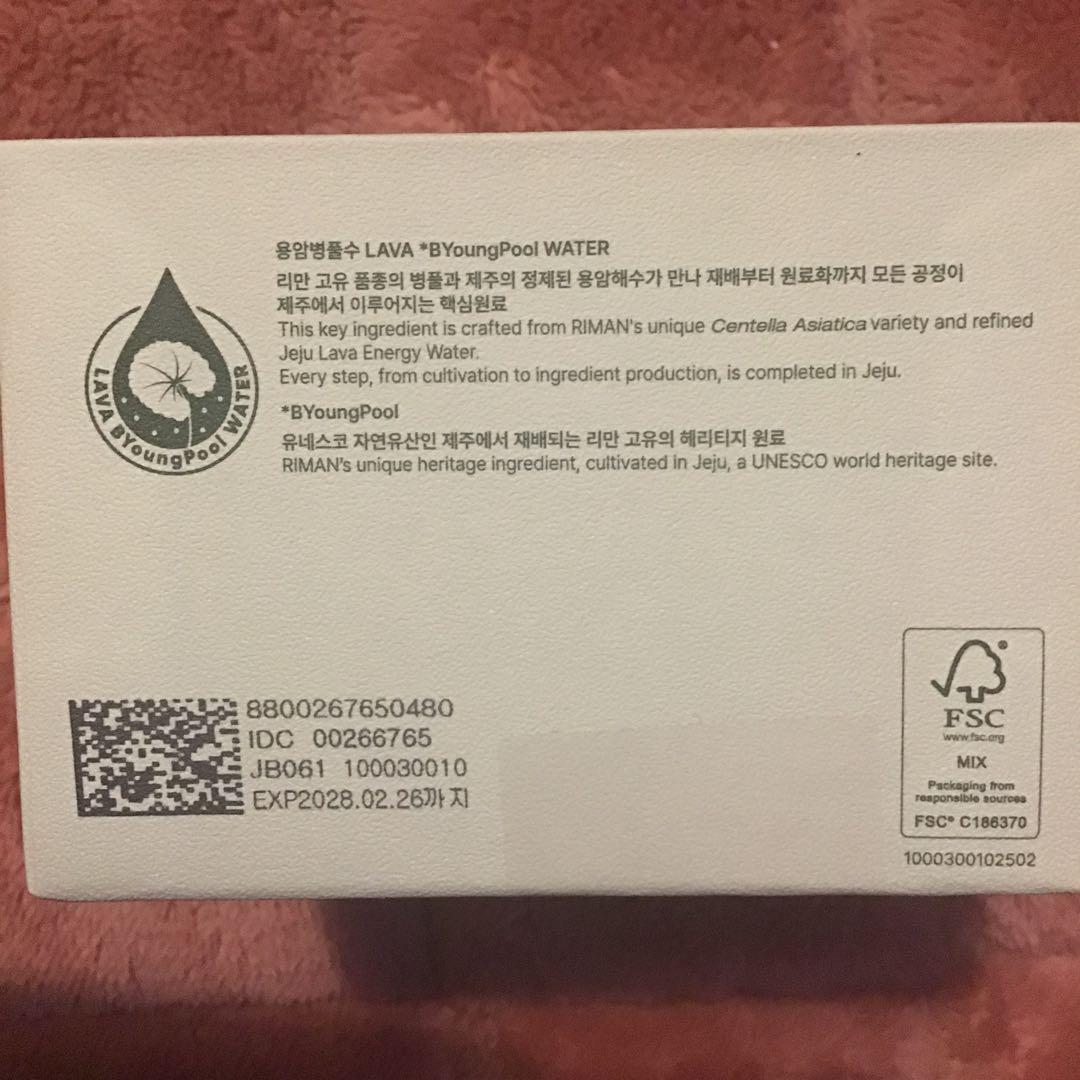 용암병풀수 LAVA *BYoungPool WATER
리만 고유 품종의 병풀과 제주의 정제된 용암해수가 만나 재배부터 원료화까지 모든 공정이
제주에서 이루어지는 핵심원료
This key ingredient is crafted from RIMAN's unique Centella Asiatica variety and refined
Jeju Lava Energy Water.
Every step, from cultivation to ingredient production, is completed in Jeju.
*BYoungPool
유네스코 자연유산인 제주에서 재배되는 리만 고유의 헤리티지 원료
RIMAN's unique heritage ingredient, cultivated in Jeju, a UNESCO world heritage site.
LAVA BYoungPool WATER
8800267650480
IDC 00266765
JB061 100030010
EXP2028.02.26까지
FSC
www.fsc.org
MIX
Packaging from
responsible sources
FSC® C186370
1000300102502